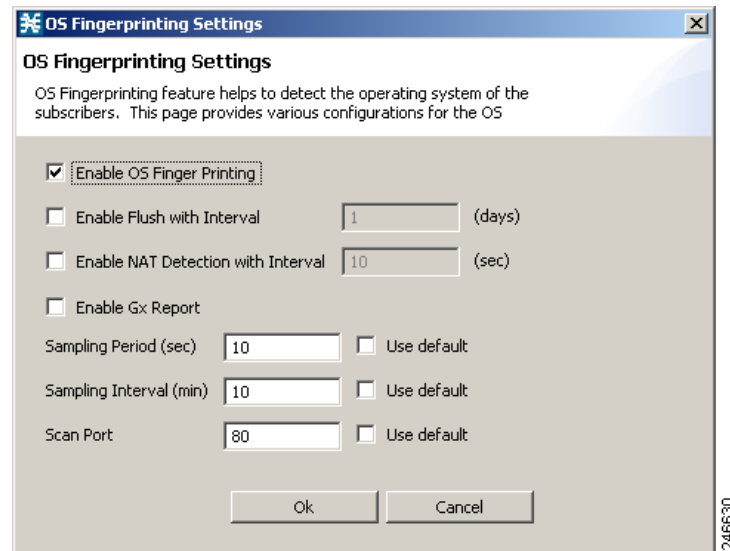 OS Fingerprinting Settings
OS Fingerprinting Settings
OS Fingerprinting feature helps to detect the operating system of the
subscribers. This page provides various configurations for the OS
Enable OS Finger Printing
Enable Flush with Interval 1 (days)
Enable NAT Detection with Interval 10 (sec)
Enable Gx Report
Sampling Period (sec) 10 Use default
Sampling Interval (min) 10 Use default
Scan Port 80 Use default
Ok Cancel
246630